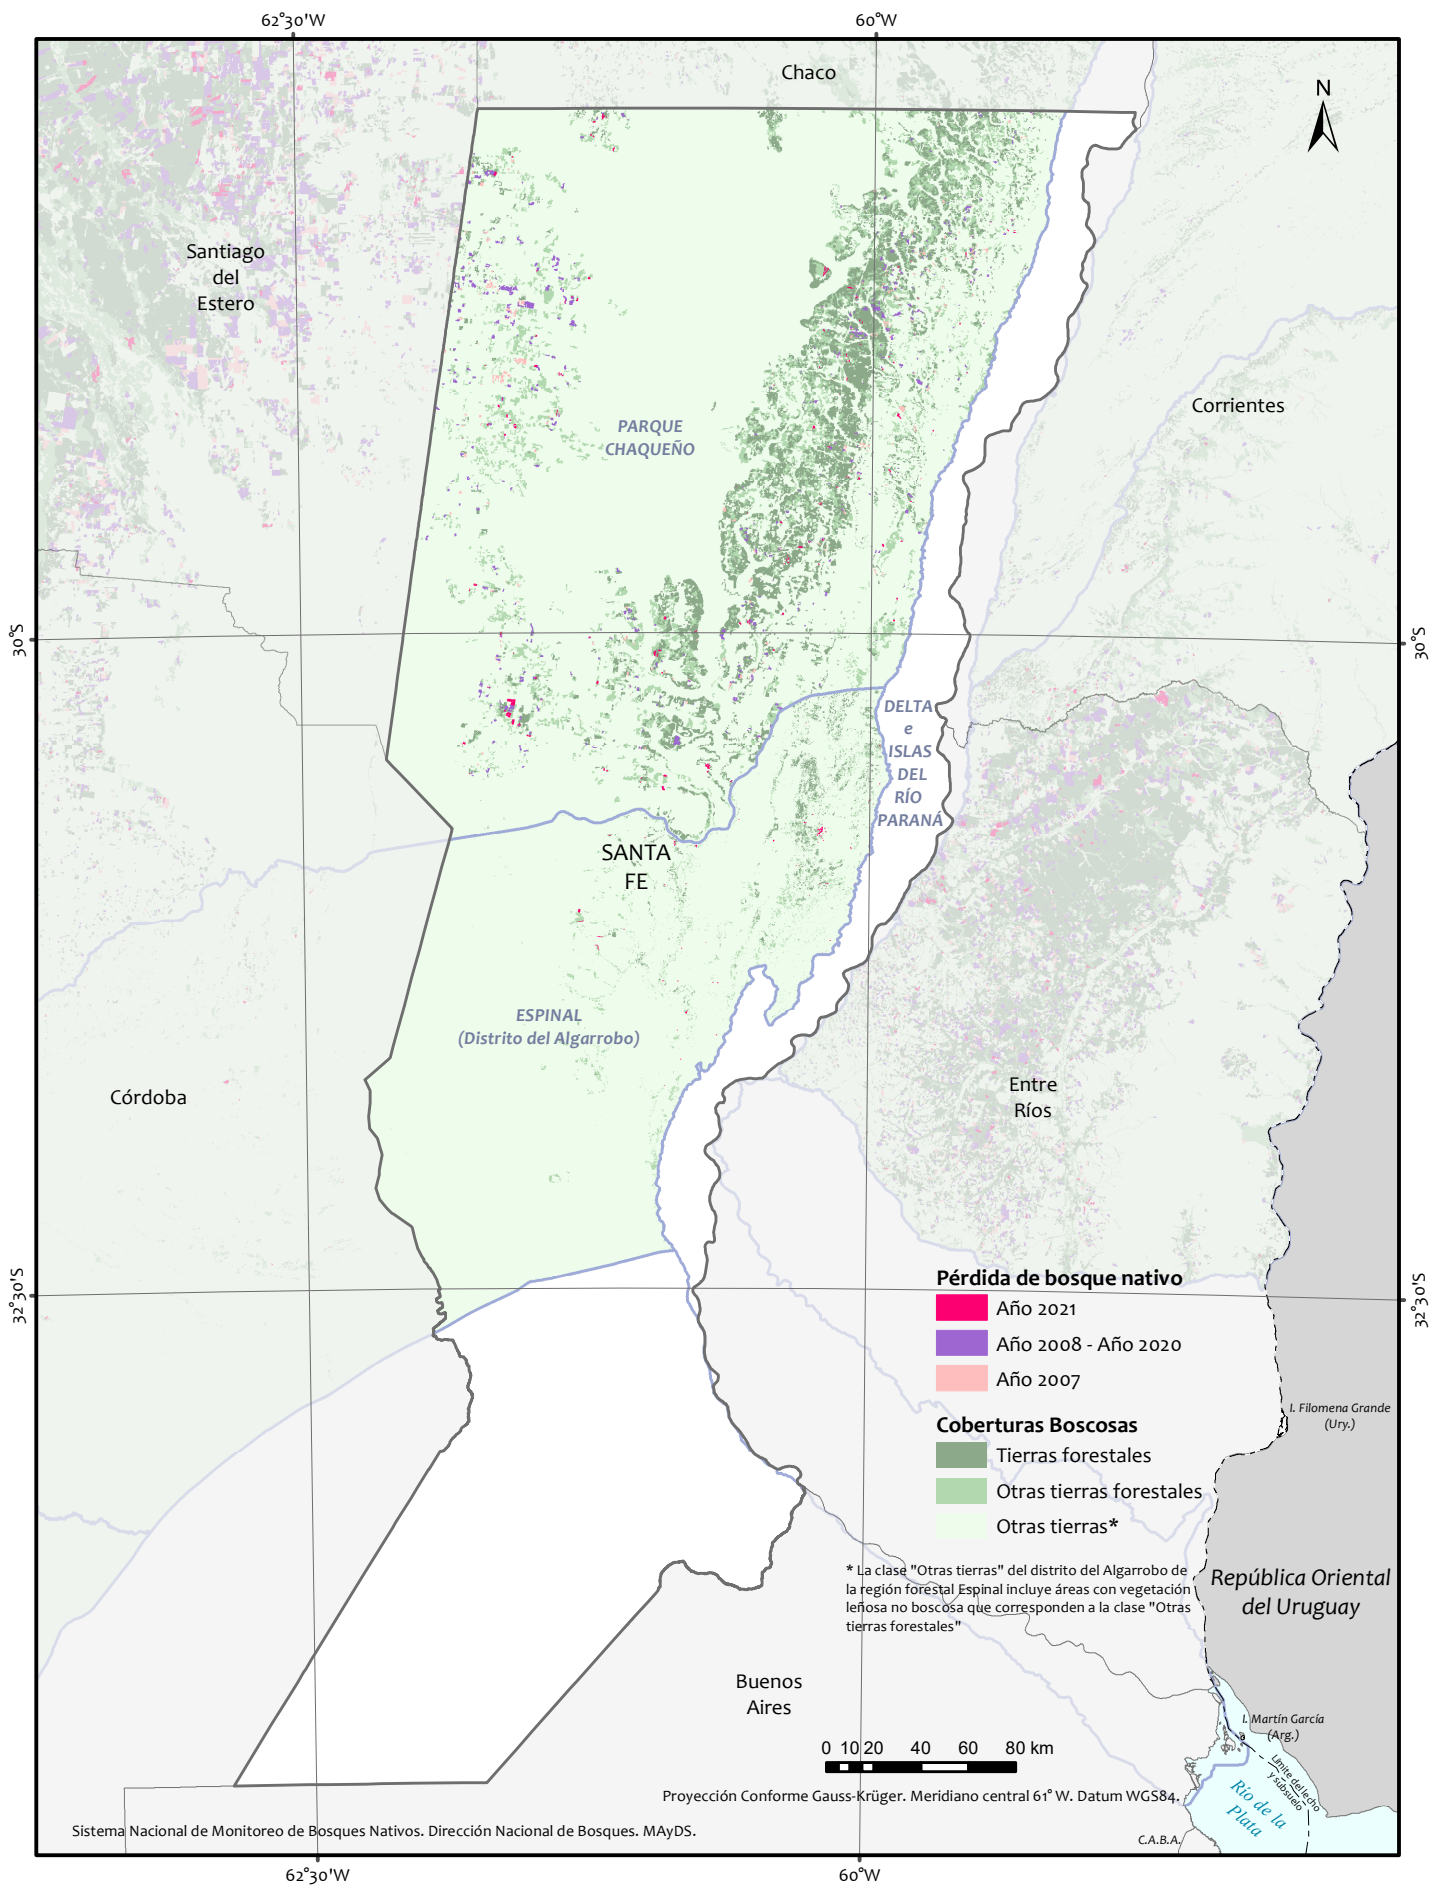 62°30'W
60°W
Chaco
N
Santiago
del
Estero
Corrientes
PARQUE
CHAQUEÑO
30°S
30°S
DELTA
e
ISLAS
DEL
RÍO
PARANÁ
SANTA
FE
ESPINAL
(Distrito del Algarrobo)
Córdoba
Entre
Ríos
32°30'S
32°30'S
Pérdida de bosque nativo
Año 2021
Año 2008 - Año 2020
Año 2007
Coberturas Boscosas
Tierras forestales
Otras tierras forestales
Otras tierras*
I. Filomena Grande
(Ury.)
* La clase "Otras tierras" del distrito del Algarrobo de
la región forestal Espinal incluye áreas con vegetación
leñosa no boscosa que corresponden a la clase "Otras
tierras forestales"
República Oriental
del Uruguay
Buenos
Aires
I. Martín García
(Arg.)
0 10 20 40 60 80 km
Límite del lecho
y subsuelo
Río de la
Plata
Proyección Conforme Gauss-Krüger. Meridiano central 61° W. Datum WGS84.
Sistema Nacional de Monitoreo de Bosques Nativos. Dirección Nacional de Bosques. MAyDS.
C.A.B.A.
62°30'W
60°W